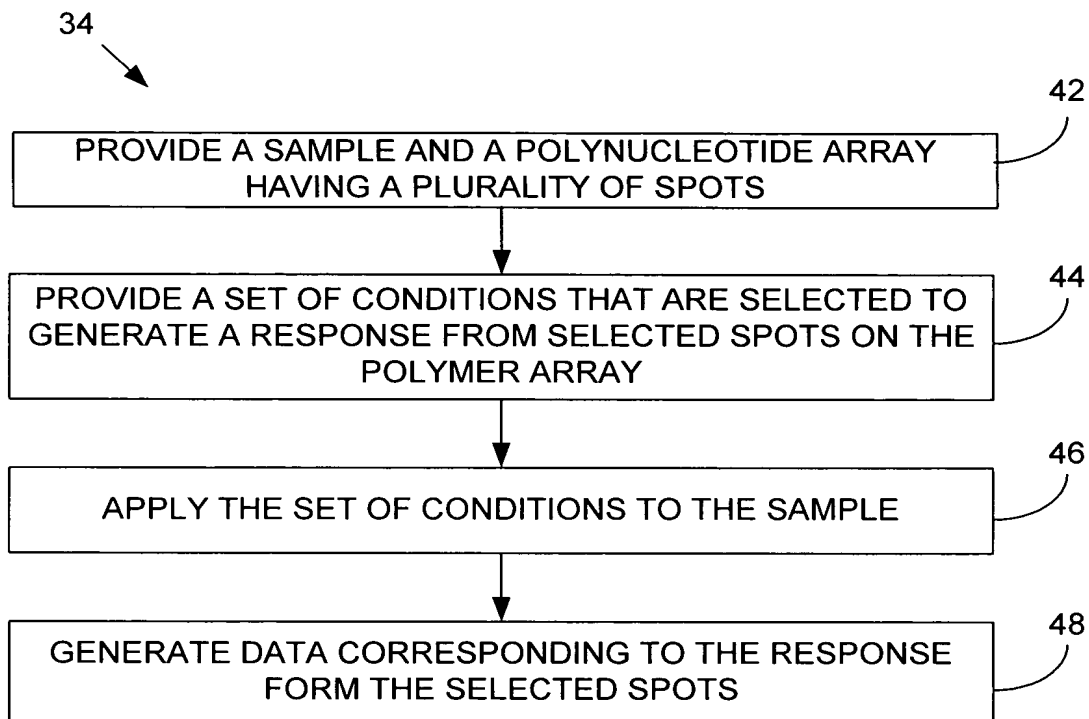 34
42
PROVIDE A SAMPLE AND A POLYNUCLEOTIDE ARRAY
HAVING A PLURALITY OF SPOTS
44
PROVIDE A SET OF CONDITIONS THAT ARE SELECTED TO
GENERATE A RESPONSE FROM SELECTED SPOTS ON THE
POLYMER ARRAY
46
APPLY THE SET OF CONDITIONS TO THE SAMPLE
48
GENERATE DATA CORRESPONDING TO THE RESPONSE
FORM THE SELECTED SPOTS